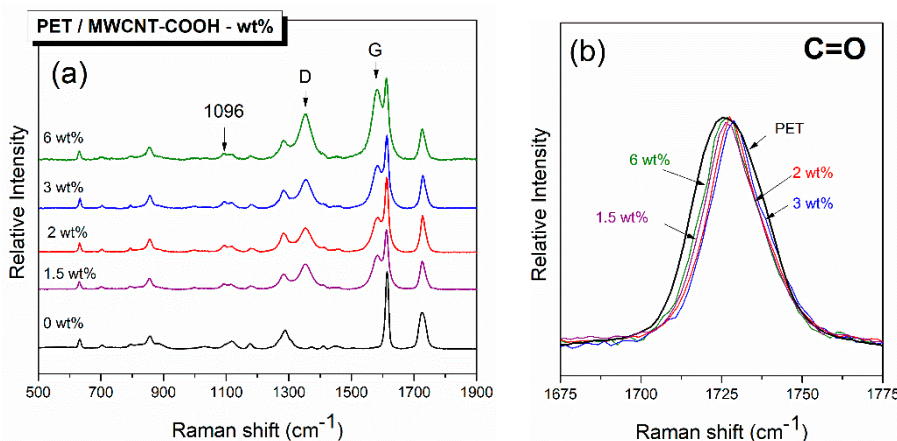 PET / MWCNT-COOH - wt%
(a)
G
D
1096
6 wt%
3 wt%
2 wt%
1.5 wt%
0 wt%
Relative Intensity
500 700 900 1100 1300 1500 1700 1900
Raman shift (cm⁻¹)
(b)
C=O
PET
6 wt%
2 wt%
1.5 wt%
3 wt%
Relative Intensity
1675 1700 1725 1750 1775
Raman shift (cm⁻¹)